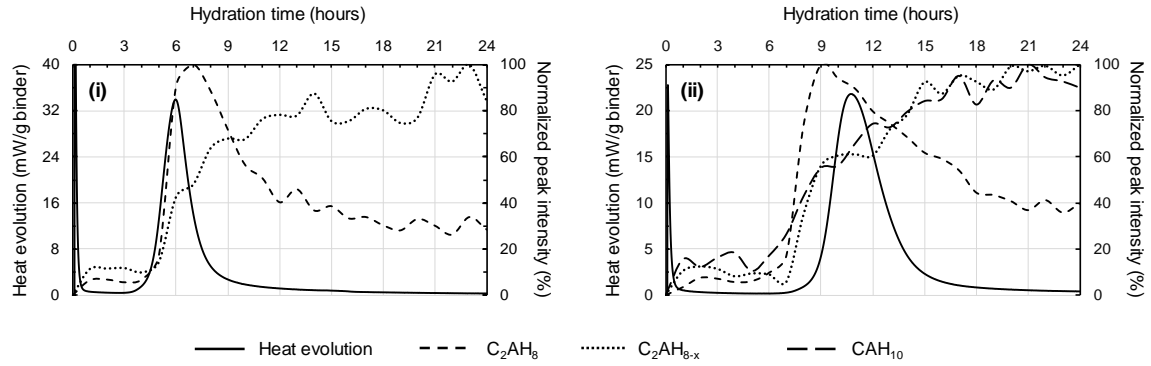 Hydration time (hours)
0 3 6 9 12 15 18 21 24
40 32 24 16 8 0
Heat evolution (mW/g binder)
(i)
100 80 60 40 20 0
Normalized peak intensity (%)
Hydration time (hours)
0 3 6 9 12 15 18 21 24
25 20 15 10 5 0
Heat evolution (mW/g binder)
(ii)
100 80 60 40 20 0
Normalized peak intensity (%)
Heat evolution C₂AH₈ C₂AH₈₋ₓ CAH₁₀